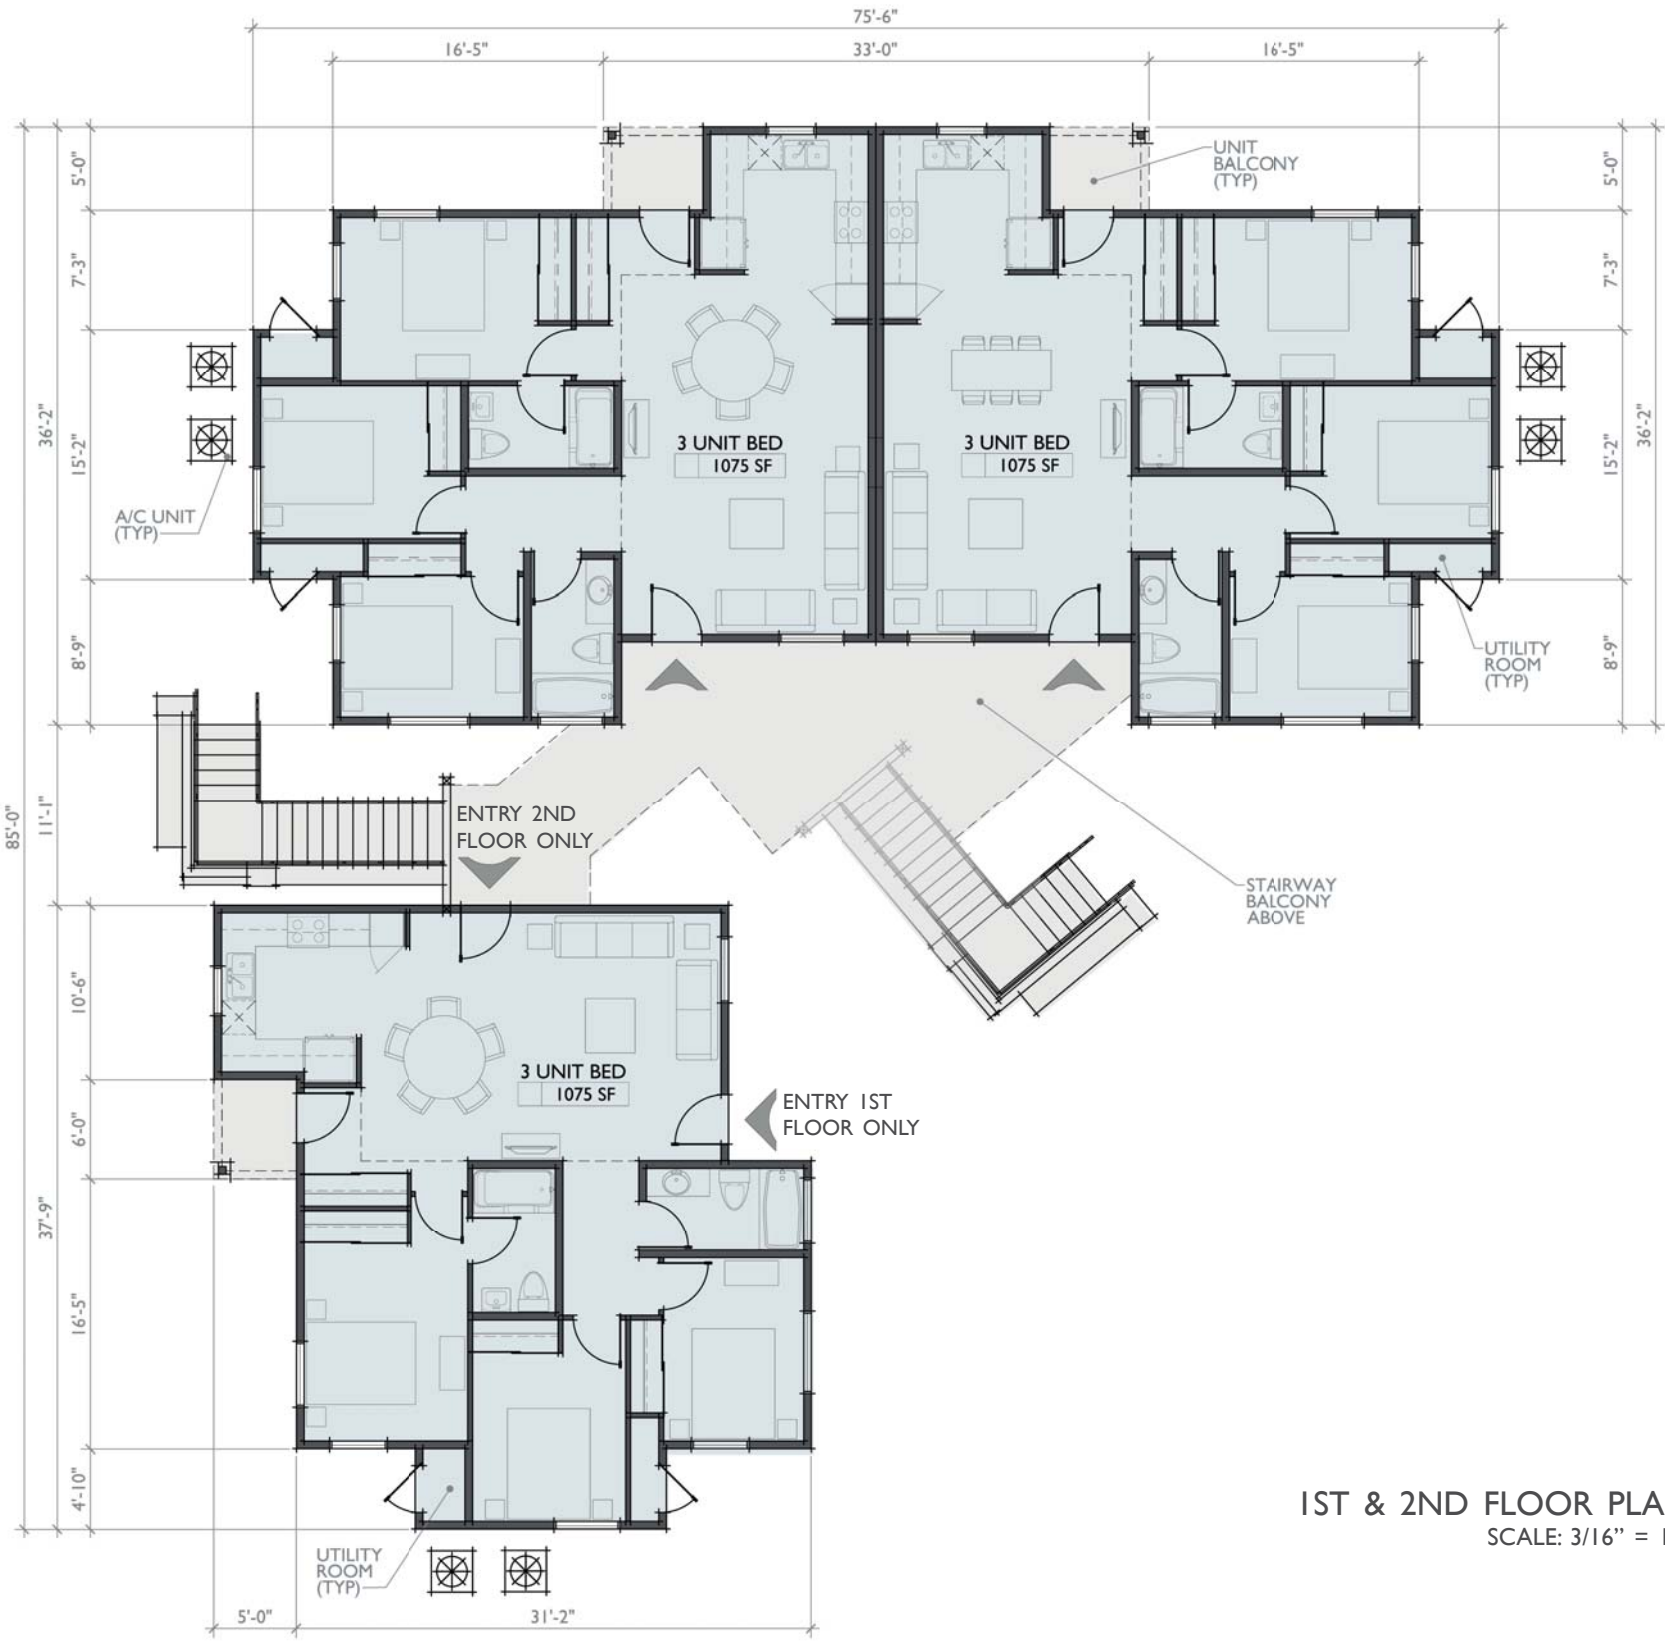 75'-6"
16'-5"
33'-0"
16'-5"
5'-0"
7'-3"
15'-2"
8'-9"
36'-2"
11'-1"
85'-0"
UNIT
BALCONY
(TYP)
5'-0"
7'-3"
15'-2"
8'-9"
36'-2"
3 UNIT BED
1075 SF
3 UNIT BED
1075 SF
A/C UNIT
(TYP)
UTILITY
ROOM
(TYP)
ENTRY 2ND
FLOOR ONLY
STAIRWAY
BALCONY
ABOVE
10'-6"
6'-0"
37'-9"
16'-5"
4'-10"
3 UNIT BED
1075 SF
ENTRY 1ST
FLOOR ONLY
1ST & 2ND FLOOR PLA
SCALE: 3/16" = 1
UTILITY
ROOM
(TYP)
5'-0"
31'-2"